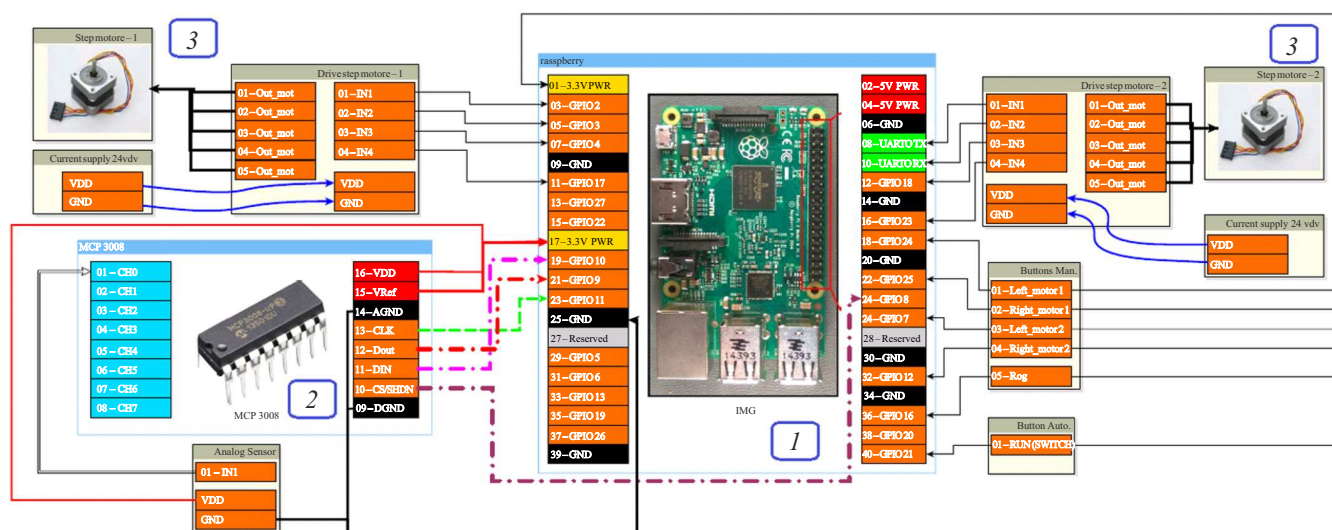 Step motore – 1
3
Drive step motore – 1
01–Out_mot
02–Out_mot
03–Out_mot
04–Out_mot
05–Out_mot
01–IN1
02–IN2
03–IN3
04–IN4
Current supply 24vdv
VDD
GND
VDD
GND
MCP 3008
01 – CH0
02 – CH1
03 – CH2
04 – CH3
05 – CH4
06 – CH5
07 – CH6
08 – CH7
MCP 3008
2
16–VDD
15–VRef
14–AGND
13–CLK
12–Dout
11–DIN
10–CS/SHDN
09–DGND
Analog Sensor
01 – IN1
VDD
GND
rasspberry
01–3.3V PWR
03–GPIO 2
05–GPIO 3
07–GPIO 4
09–GND
11–GPIO 17
13–GPIO 27
15–GPIO 22
17–3.3V PWR
19–GPIO 10
21–GPIO 9
23–GPIO 11
25–GND
27–Reserved
29–GPIO 5
31–GPIO 6
33–GPIO 13
35–GPIO 19
37–GPIO 26
39–GND
HDMI
14393
14393
IMG
1
02–5V PWR
04–5V PWR
06–GND
08–UARTO TX
10–UARTO RX
12–GPIO 18
14–GND
16–GPIO 23
18–GPIO 24
20–GND
22–GPIO 25
24–GPIO 8
24–GPIO 7
28–Reserved
30–GND
32–GPIO 12
34–GND
36–GPIO 16
38–GPIO 20
40–GPIO 21
3
Step motore – 2
Drive step motore – 2
01–IN1
02–IN2
03–IN3
04–IN4
01–Out_mot
02–Out_mot
03–Out_mot
04–Out_mot
05–Out_mot
VDD
GND
Current supply 24 vdv
VDD
GND
Buttons Man.
01–Left_motor1
02–Right_motor1
03–Left_motor2
04–Right_motor2
05–Rog
Button Auto.
01–RUN (SWITCH)